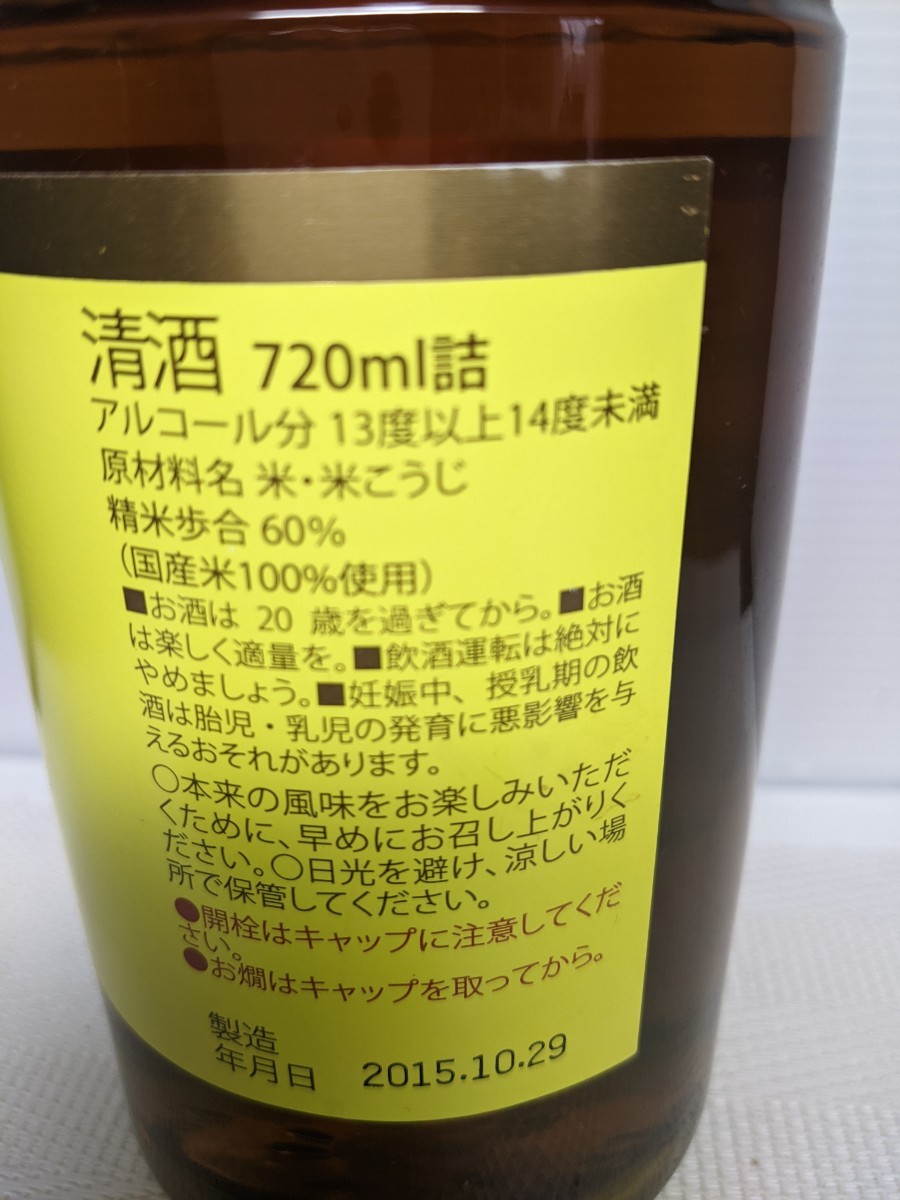 清酒 720ml詰
アルコール分 13度以上14度未満
原材料名 米・米こうじ
精米歩合 60%
(国産米100%使用)
■お酒は 20 歳を過ぎてから。■お酒
は楽しく適量を。■飲酒運転は絶対に
やめましょう。■妊娠中、授乳期の飲
酒は胎児・乳児の発育に悪影響を与
えるおそれがあります。
○本来の風味をお楽しみいただ
くために、早めにお召し上がりく
ださい。○日光を避け、涼しい場
所で保管してください。
●開栓はキャップに注意してくだ
さい。
●お燗はキャップを取ってから。
製造
年月日 2015.10.29